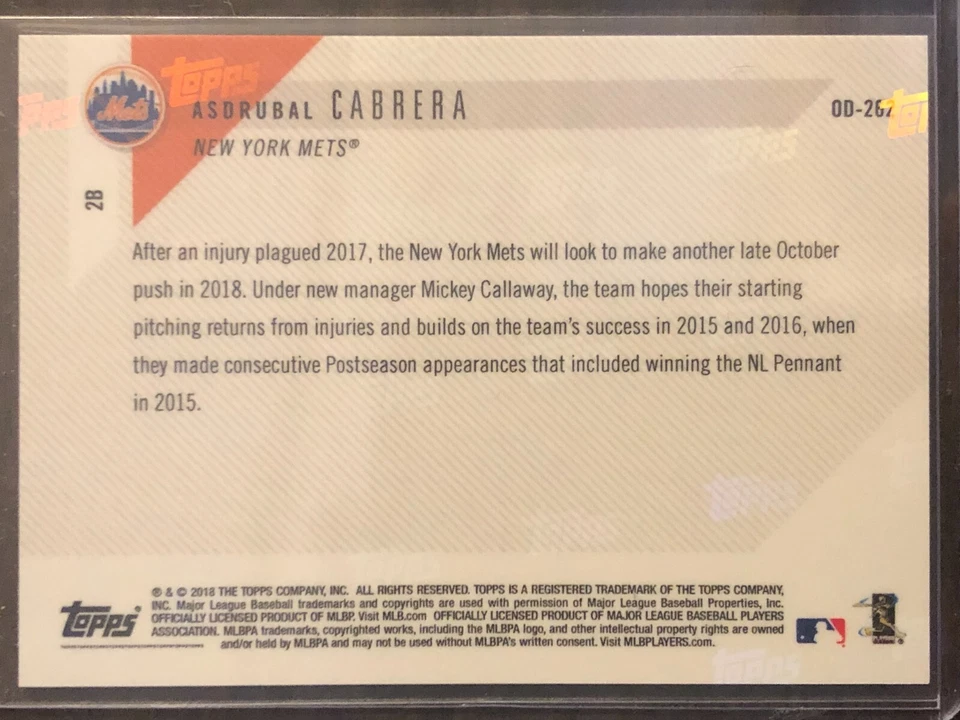 Topps
Topps
Mets
ASDRUBAL CABRERA
OD-262
NEW YORK METS®
2B
After an injury plagued 2017, the New York Mets will look to make another late October
push in 2018. Under new manager Mickey Callaway, the team hopes their starting
pitching returns from injuries and builds on the team's success in 2015 and 2016, when
they made consecutive Postseason appearances that included winning the NL Pennant
in 2015.
® & © 2018 THE TOPPS COMPANY, INC. ALL RIGHTS RESERVED. TOPPS IS A REGISTERED TRADEMARK OF THE TOPPS COMPANY,
INC. Major League Baseball trademarks and copyrights are used with permission of Major League Baseball Properties, Inc.
OFFICIALLY LICENSED PRODUCT OF MLBP. Visit MLB.com OFFICIALLY LICENSED PRODUCT OF MAJOR LEAGUE BASEBALL PLAYERS
ASSOCIATION. MLBPA trademarks, copyrighted works, including the MLBPA logo, and other intellectual property rights are owned
and/or held by MLBPA and may not be used without MLBPA's written consent. Visit MLBPLAYERS.com.
Topps®
Topps